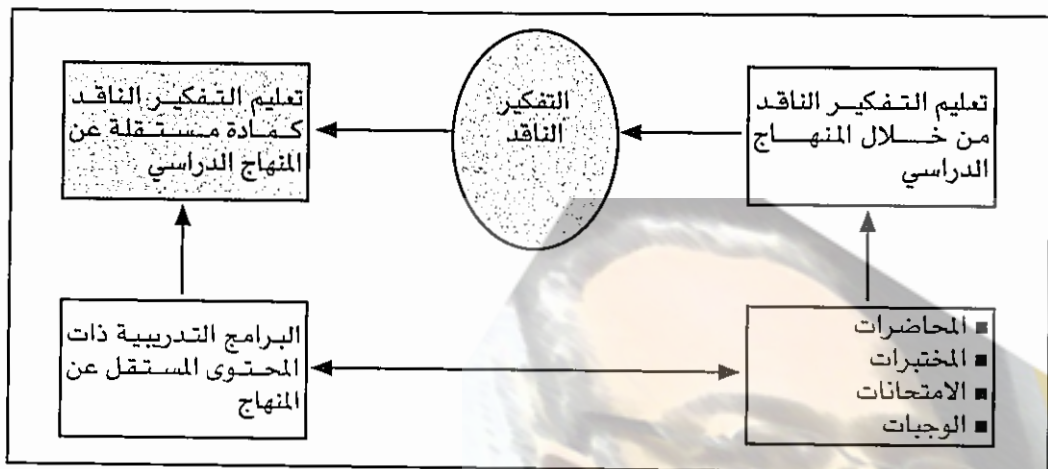 تعليم التفكير الناقد
من خلال المنهاج
الدراسي
التفكير
الناقد
تعليم التفكير الناقد
كمادة مستقلة عن
المنهاج الدراسي
■ المحاضرات
■ المختبرات
■ الامتحانات
■ الوجبات
البرامج التدريبية ذات
المحتوى المستقل عن
المنهاج